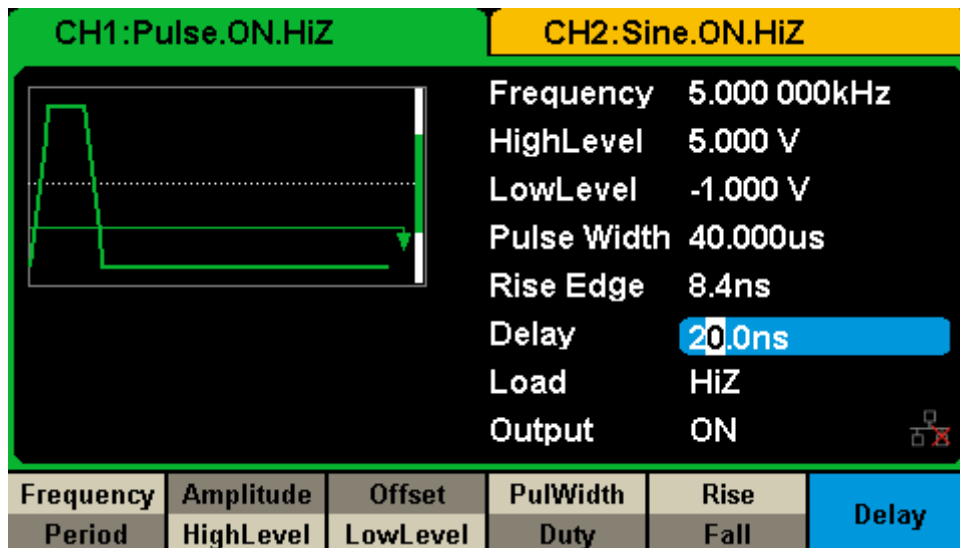 CH1:Pulse.ON.HiZ
CH2:Sine.ON.HiZ
Frequency 5.000 000kHz
HighLevel 5.000 V
LowLevel -1.000 V
Pulse Width 40.000us
Rise Edge 8.4ns
Delay 20.0ns
Load HiZ
Output ON
Frequency Amplitude Offset PulWidth Rise Delay
Period HighLevel LowLevel Duty Fall